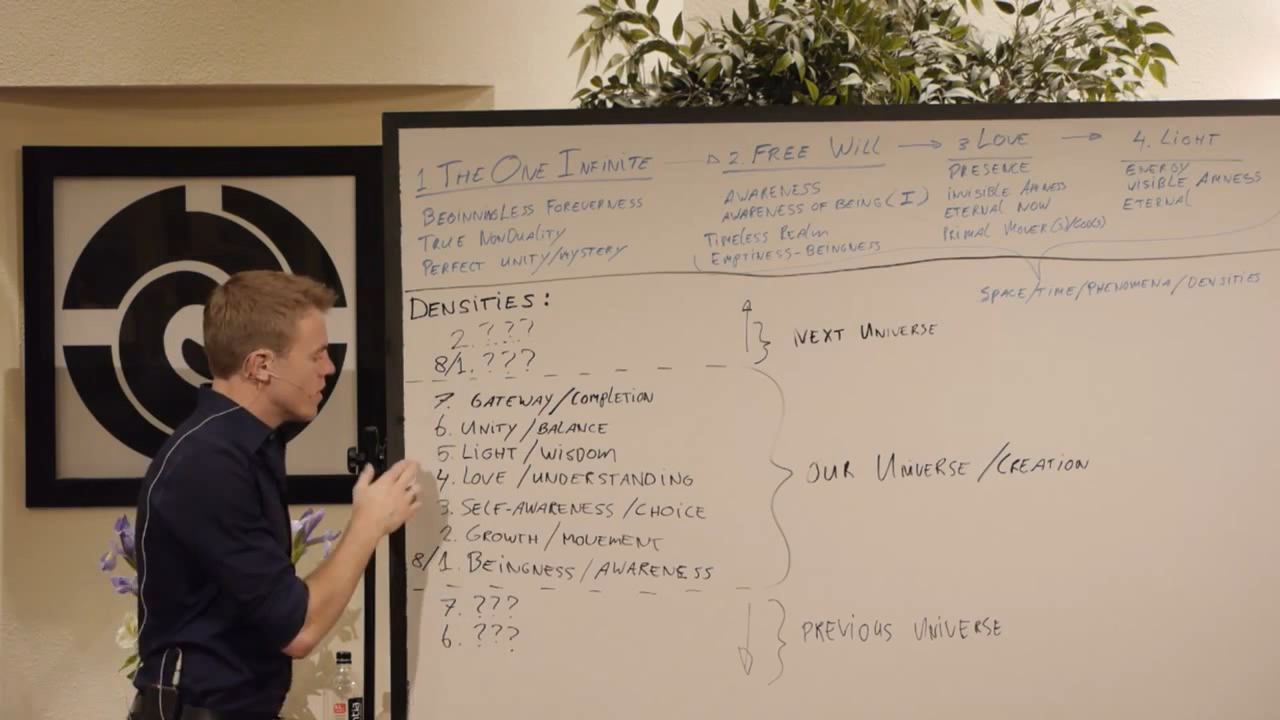 1 THE ONE INFINITE → 2. FREE WILL → 3 LOVE → 4. LIGHT
BEGINNINGLESS FOREVERNESS
TRUE NONDUALITY
PERFECT UNITY/MYSTERY
AWARENESS
AWARENESS OF BEING (I)
TIMELESS REALM
EMPTINESS-BEINGNESS
PRESENCE
INVISIBLE AMNESS
ETERNAL NOW
PRIMAL MOVER(S)/GOD(S)
ENERGY
VISIBLE AMNESS
ETERNAL
SPACE/TIME/PHENOMENA/DENSITIES
DENSITIES:
2. ???
8/1. ???
NEXT UNIVERSE
7. GATEWAY/COMPLETION
6. UNITY/BALANCE
5. LIGHT/WISDOM
4. LOVE/UNDERSTANDING
3. SELF-AWARENESS/CHOICE
2. GROWTH/MOVEMENT
8/1. BEINGNESS/AWARENESS
OUR UNIVERSE/CREATION
7. ???
6. ???
PREVIOUS UNIVERSE